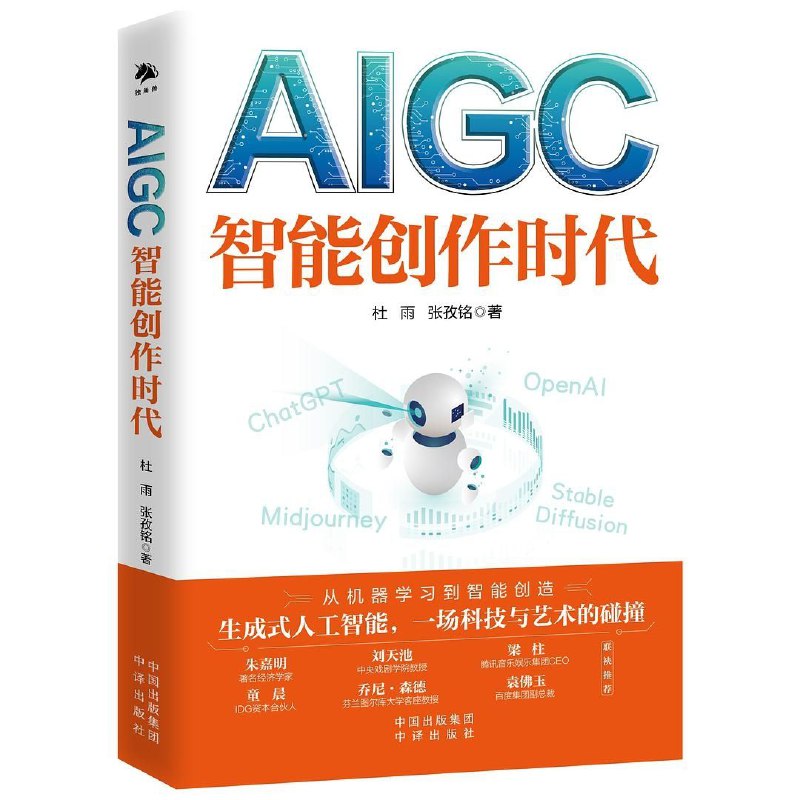 独角兽
AIGC
智能创作时代
杜雨 张孜铭◎著
中国出版集团
中译出版社
AIGC
智能创作时代
杜雨 张孜铭◎著
ChatGPT
OpenAI
Midjourney
Stable
Diffusion
从机器学习到智能创造
生成式人工智能，一场科技与艺术的碰撞
朱嘉明
著名经济学家
刘天池
中央戏剧学院教授
梁柱
腾讯音乐娱乐集团CEO
童晨
IDG资本合伙人
乔尼·森德
芬兰图尔库大学客座教授
袁佛玉
百度集团副总裁
联袂推荐
中国出版集团
中译出版社